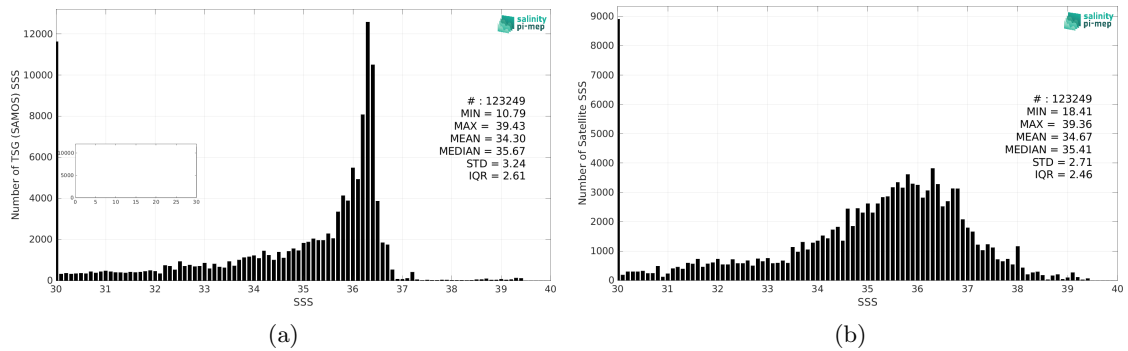 salinity
pi-mep
Number of TSG (SAMOS) SSS
12000
10000
8000
6000
4000
2000
0
# : 123249
MIN = 10.79
MAX = 39.43
MEAN = 34.30
MEDIAN = 35.67
STD = 3.24
IQR = 2.61
10000
5000
0
0 5 10 15 20 25 30
30 31 32 33 34 35 36 37 38 39 40
SSS
(a)
salinity
pi-mep
Number of Satellite SSS
9000
8000
7000
6000
5000
4000
3000
2000
1000
0
# : 123249
MIN = 18.41
MAX = 39.36
MEAN = 34.67
MEDIAN = 35.41
STD = 2.71
IQR = 2.46
30 31 32 33 34 35 36 37 38 39 40
SSS
(b)